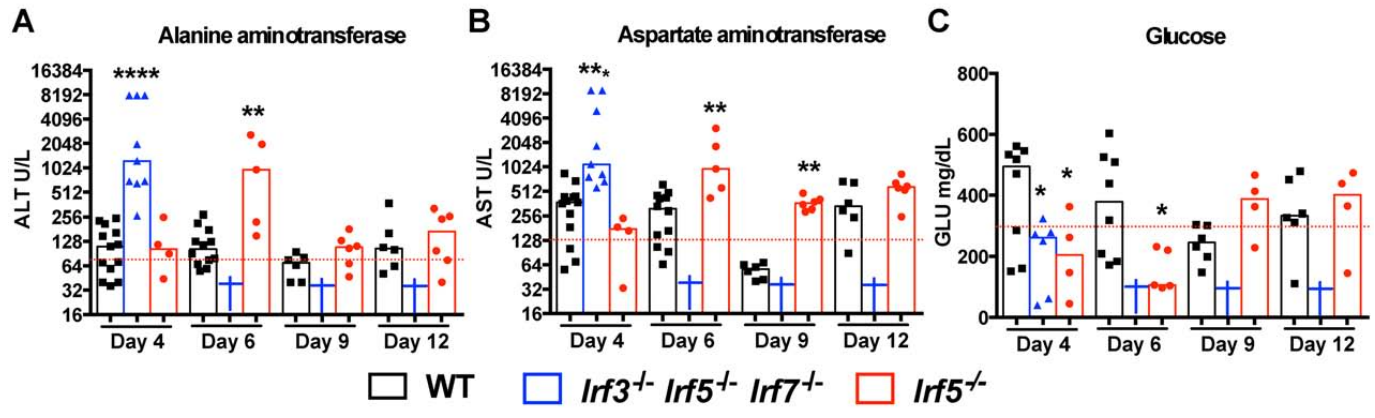 A
Alanine aminotransferase
****
**
16384
8192
4096
2048
1024
512
256
128
64
32
16
ALT U/L
Day 4 Day 6 Day 9 Day 12
B
Aspartate aminotransferase
***
**
**
16384
8192
4096
2048
1024
512
256
128
64
32
16
AST U/L
Day 4 Day 6 Day 9 Day 12
C
Glucose
*
*
*
800
600
400
200
0
GLU mg/dL
Day 4 Day 6 Day 9 Day 12
WT Irf3-/- Irf5-/- Irf7-/- Irf5-/-